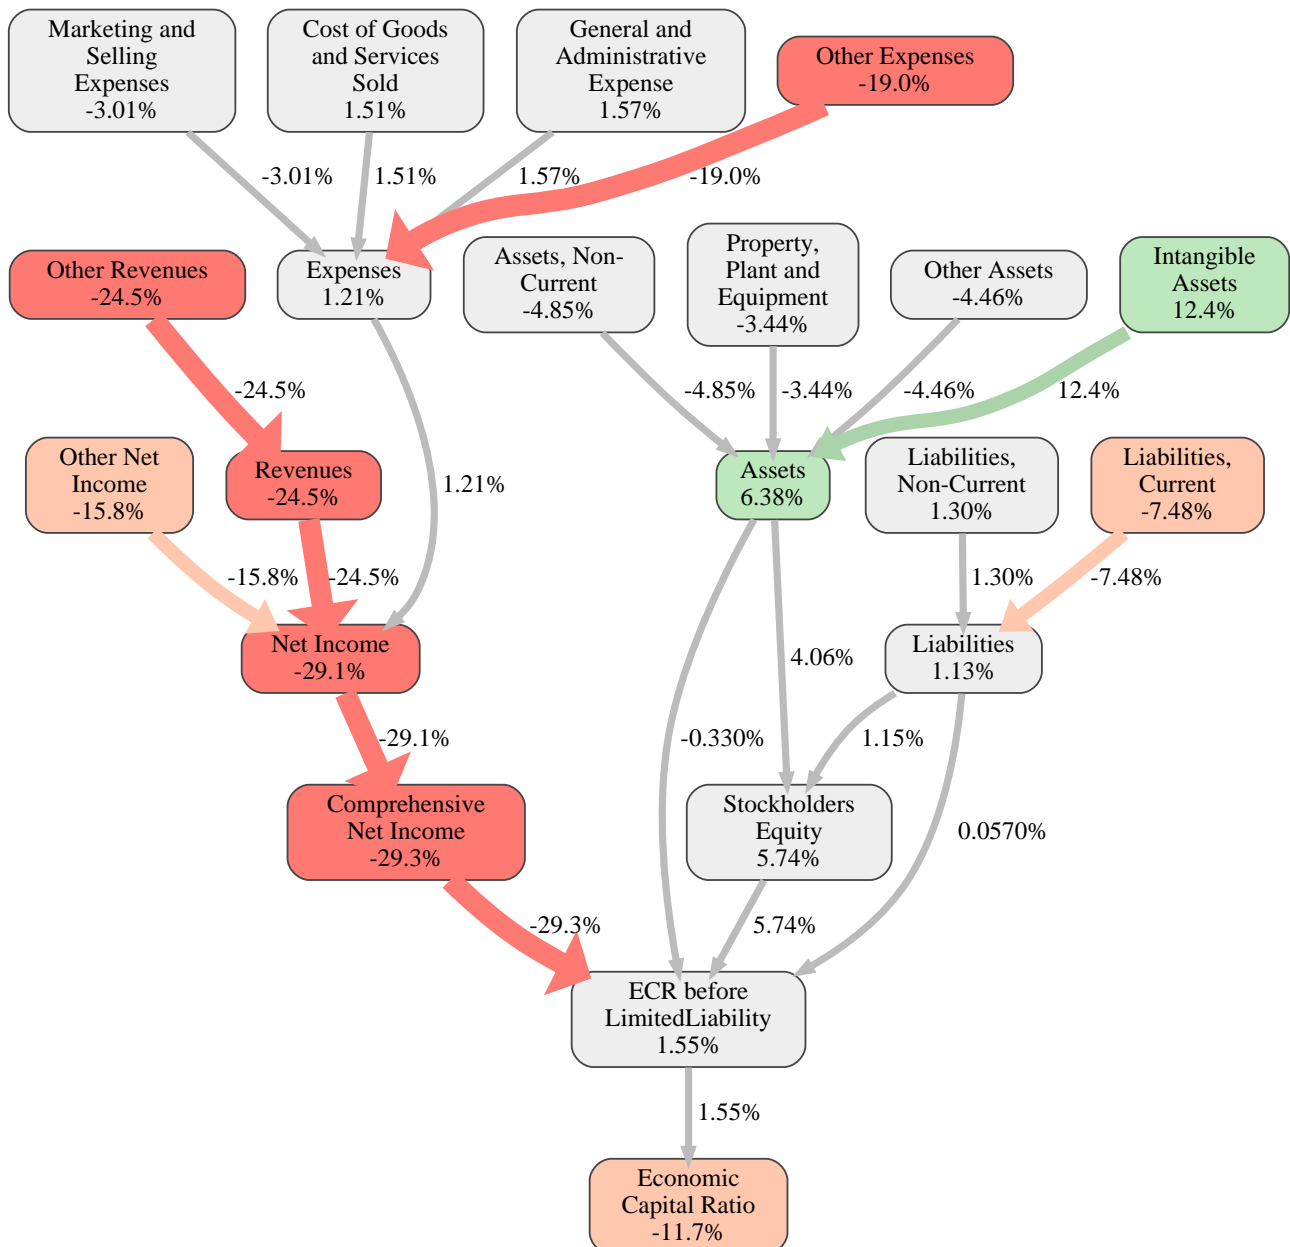 Marketing and
Selling
Expenses
-3.01%
Cost of Goods
and Services
Sold
1.51%
General and
Administrative
Expense
1.57%
Other Expenses
-19.0%
-3.01%
1.51%
1.57%
-19.0%
Other Revenues
-24.5%
Expenses
1.21%
Assets, Non-
Current
-4.85%
Property,
Plant and
Equipment
-3.44%
Other Assets
-4.46%
Intangible
Assets
12.4%
-24.5%
-4.85%
-3.44%
-4.46%
12.4%
Other Net
Income
-15.8%
Revenues
-24.5%
1.21%
Assets
6.38%
Liabilities,
Non-Current
1.30%
Liabilities,
Current
-7.48%
-15.8%
-24.5%
1.30%
-7.48%
Net Income
-29.1%
4.06%
Liabilities
1.13%
-29.1%
-0.330%
1.15%
Comprehensive
Net Income
-29.3%
Stockholders
Equity
5.74%
0.0570%
-29.3%
5.74%
ECR before
LimitedLiability
1.55%
1.55%
Economic
Capital Ratio
-11.7%